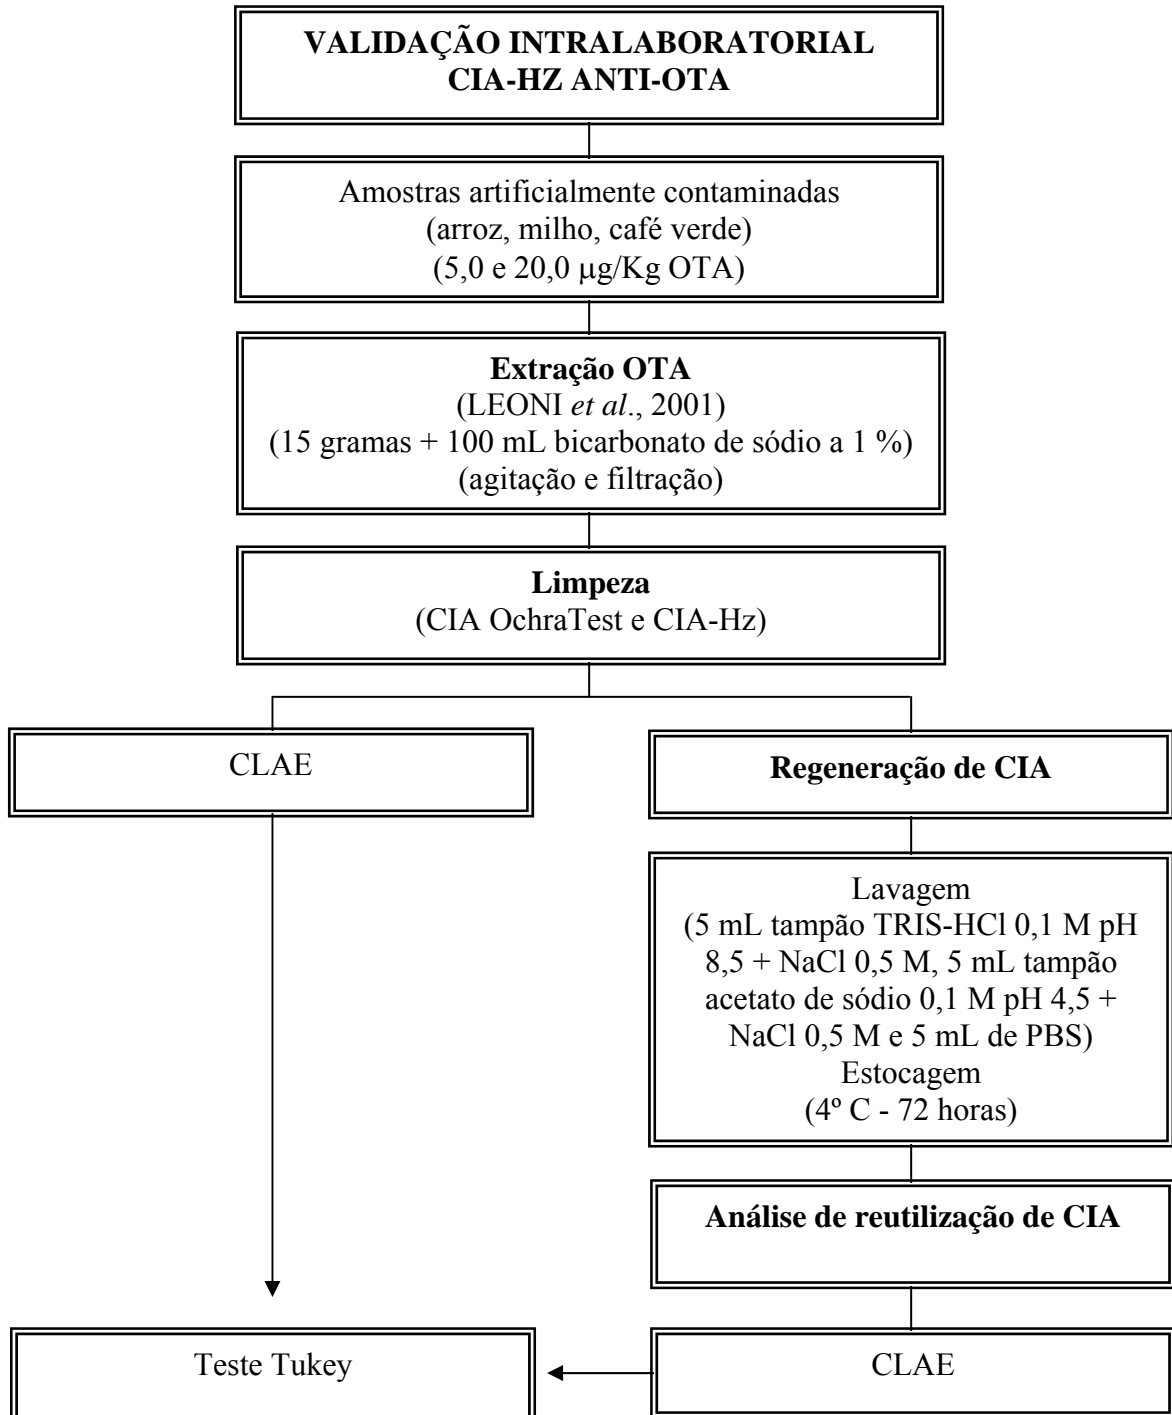 VALIDAÇÃO INTRALABORATORIAL
CIA-HZ ANTI-OTA
Amostras artificialmente contaminadas
(arroz, milho, café verde)
(5,0 e 20,0 μg/Kg OTA)
Extração OTA
(LEONI et al., 2001)
(15 gramas + 100 mL bicarbonato de sódio a 1 %)
(agitação e filtração)
Limpeza
(CIA OchraTest e CIA-Hz)
CLAE
Regeneração de CIA
Lavagem
(5 mL tampão TRIS-HCl 0,1 M pH
8,5 + NaCl 0,5 M, 5 mL tampão
acetato de sódio 0,1 M pH 4,5 +
NaCl 0,5 M e 5 mL de PBS)
Estocagem
(4º C - 72 horas)
Análise de reutilização de CIA
Teste Tukey
CLAE